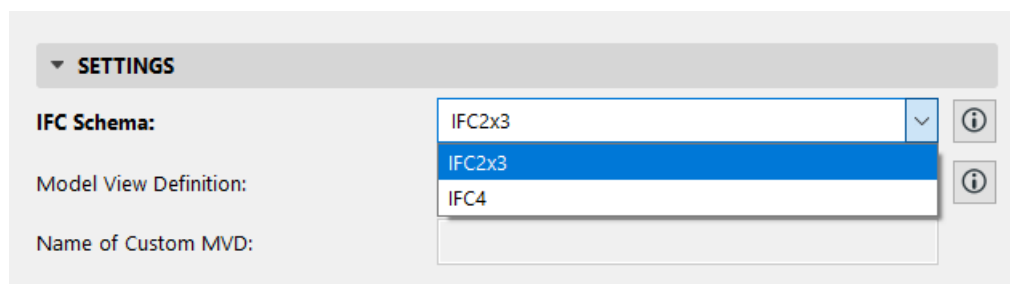 SETTINGS
IFC Schema: IFC2x3
IFC2x3
Model View Definition:
IFC4
Name of Custom MVD: